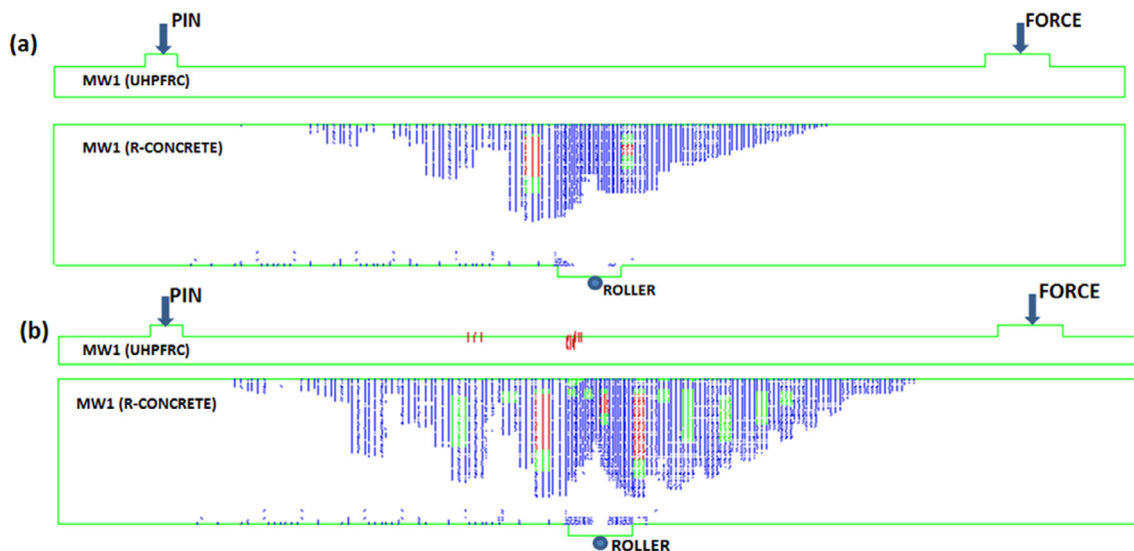 (a)
PIN
FORCE
MW1 (UHPFRC)
MW1 (R-CONCRETE)
ROLLER
(b)
PIN
FORCE
MW1 (UHPFRC)
MW1 (R-CONCRETE)
ROLLER